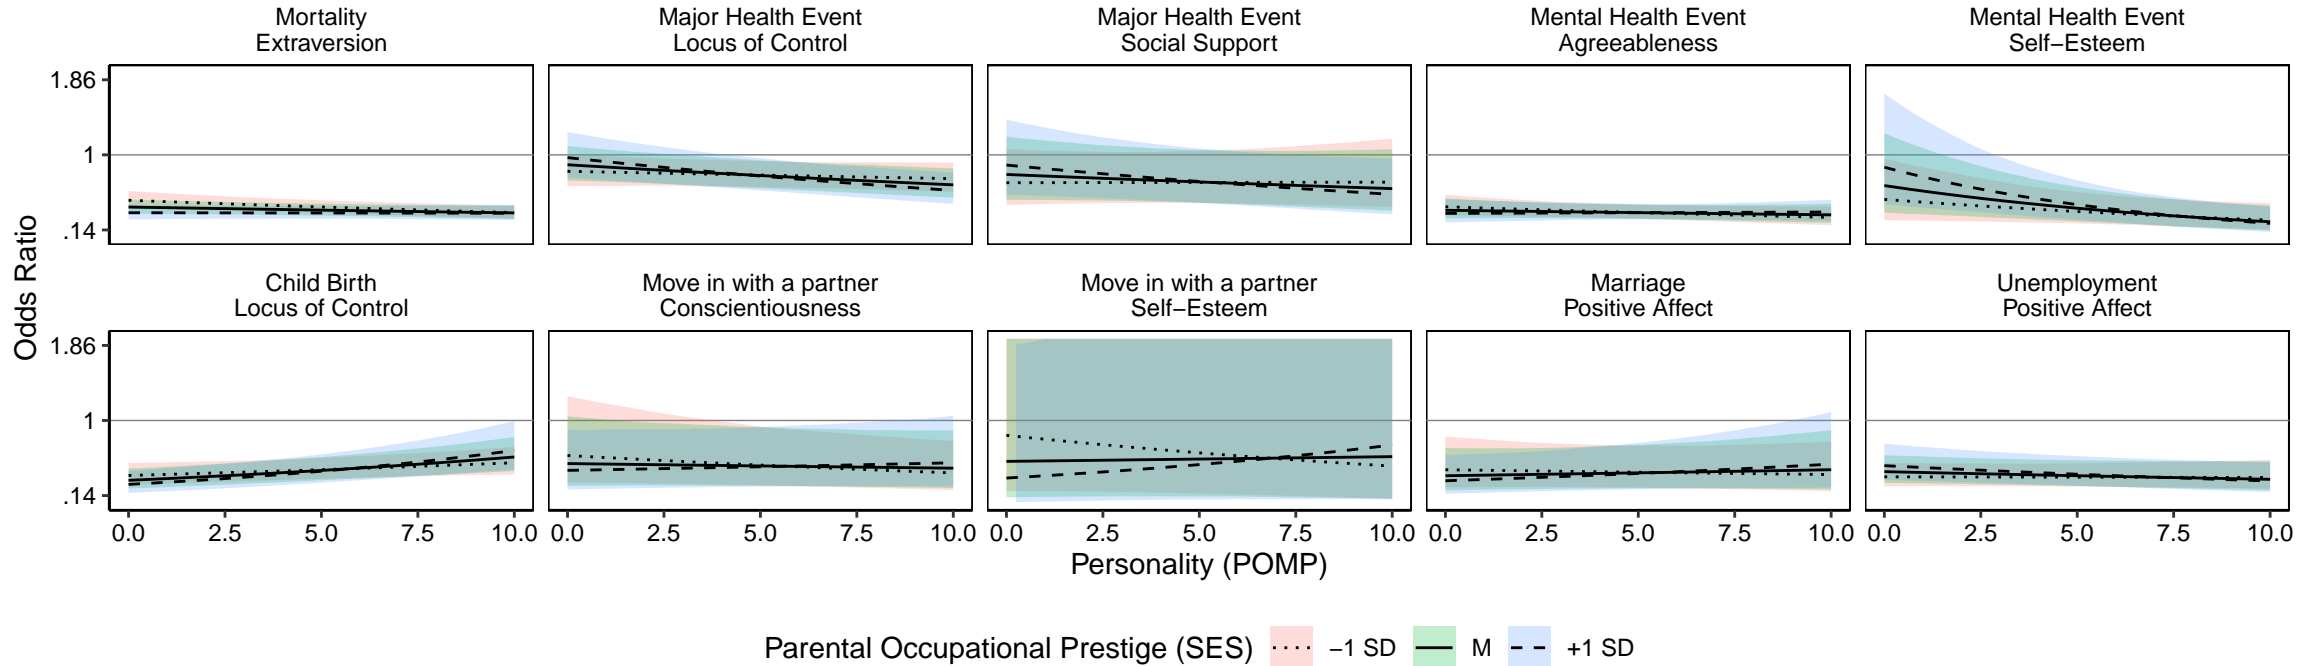 Mortality
Extraversion
Major Health Event
Locus of Control
Major Health Event
Social Support
Mental Health Event
Agreeableness
Mental Health Event
Self−Esteem
1.86
1
.14
Child Birth
Locus of Control
Move in with a partner
Conscientiousness
Move in with a partner
Self−Esteem
Marriage
Positive Affect
Unemployment
Positive Affect
1.86
1
.14
Odds Ratio
0.0 2.5 5.0 7.5 10.0
0.0 2.5 5.0 7.5 10.0
0.0 2.5 5.0 7.5 10.0
0.0 2.5 5.0 7.5 10.0
0.0 2.5 5.0 7.5 10.0
Personality (POMP)
Parental Occupational Prestige (SES) −1 SD M +1 SD